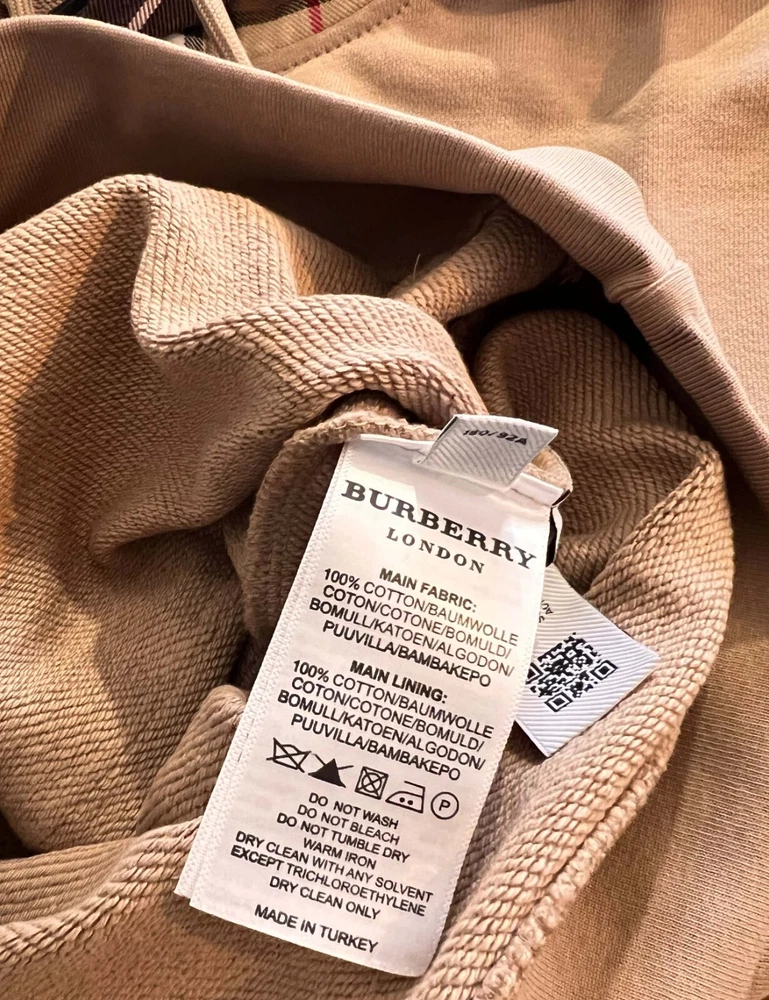 160/92A
BURBERRY
LONDON
MAIN FABRIC:
100% COTTON/BAUMWOLLE
COTON/COTONE/BOMULD/
BOMULL/KATOEN/ALGODON/
PUUVILLA/BAMBAKEPO
MAIN LINING:
100% COTTON/BAUMWOLLE
COTON/COTONE/BOMULD/
BOMULL/KATOEN/ALGODON/
PUUVILLA/BAMBAKEPO
P
DO NOT WASH
DO NOT BLEACH
DO NOT TUMBLE DRY
WARM IRON
DRY CLEAN WITH ANY SOLVENT
EXCEPT TRICHLOROETHYLENE
DRY CLEAN ONLY
MADE IN TURKEY